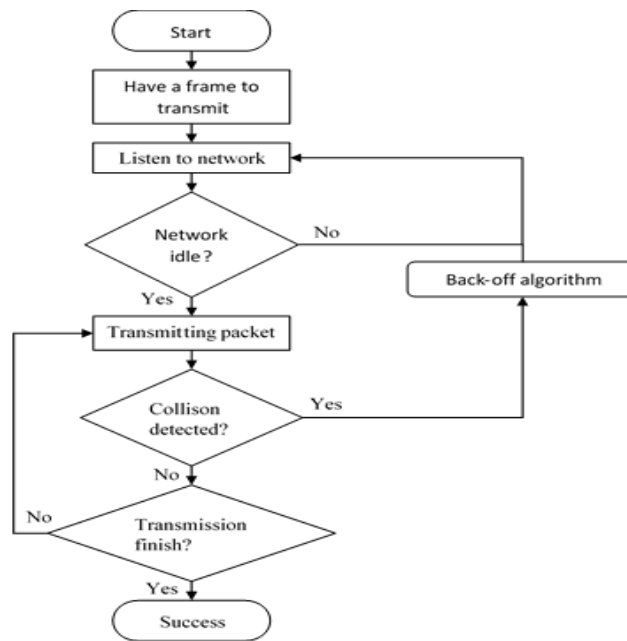 Start
Have a frame to
transmit
Listen to network
Network
idle?
No
Back-off algorithm
Yes
Transmitting packet
Collison
detected?
Yes
No
No
Transmission
finish?
Yes
Success